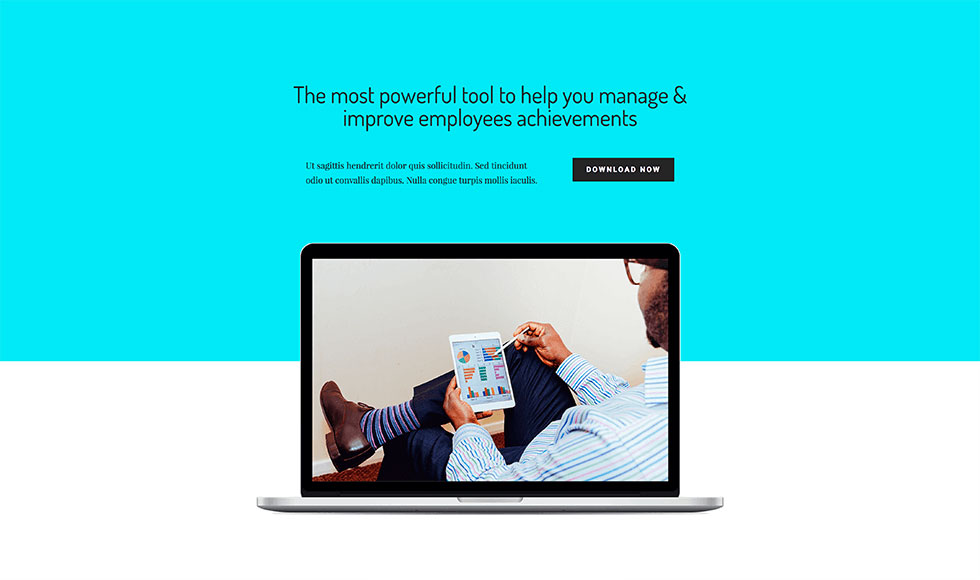 The most powerful tool to help you manage &
improve employees achievements
Ut sagittis hendrerit dolor quis sollicitudin. Sed tincidunt
odio ut convallis dapibus. Nulla congue turpis mollis iaculis.
DOWNLOAD NOW